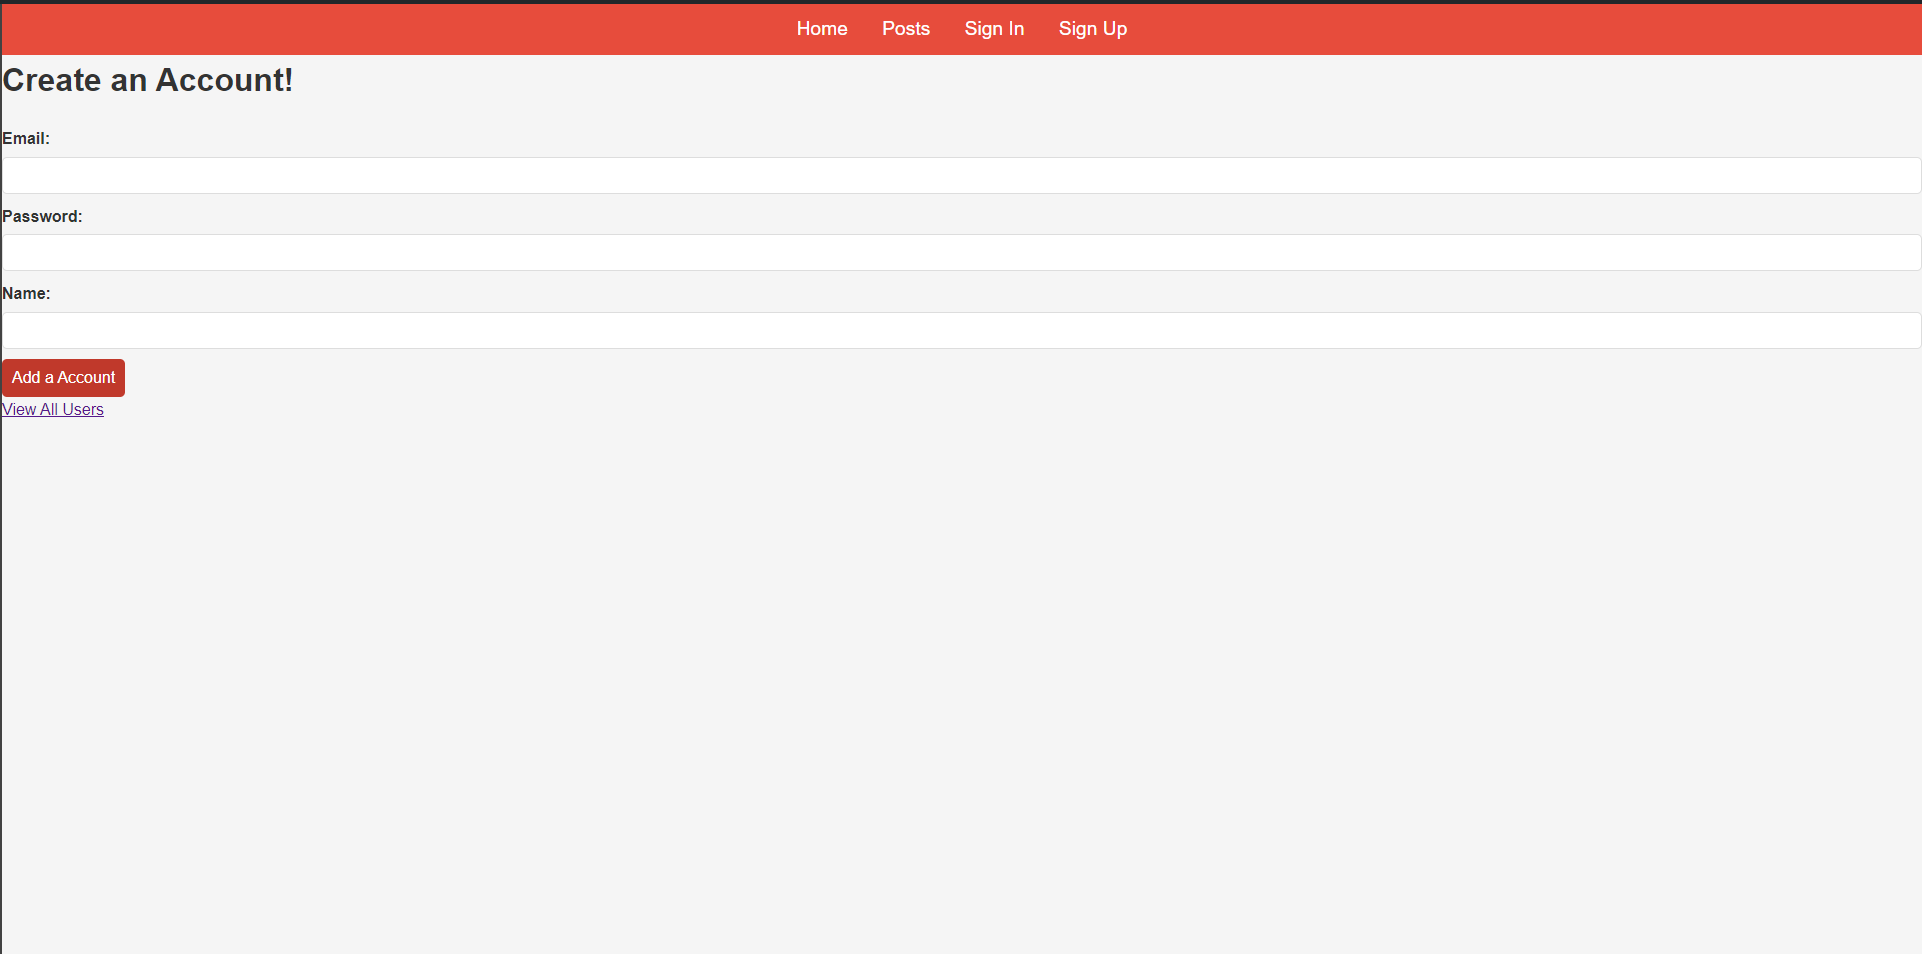 Home Posts Sign In Sign Up
Create an Account!
Email:
Password:
Name:
Add a Account
View All Users